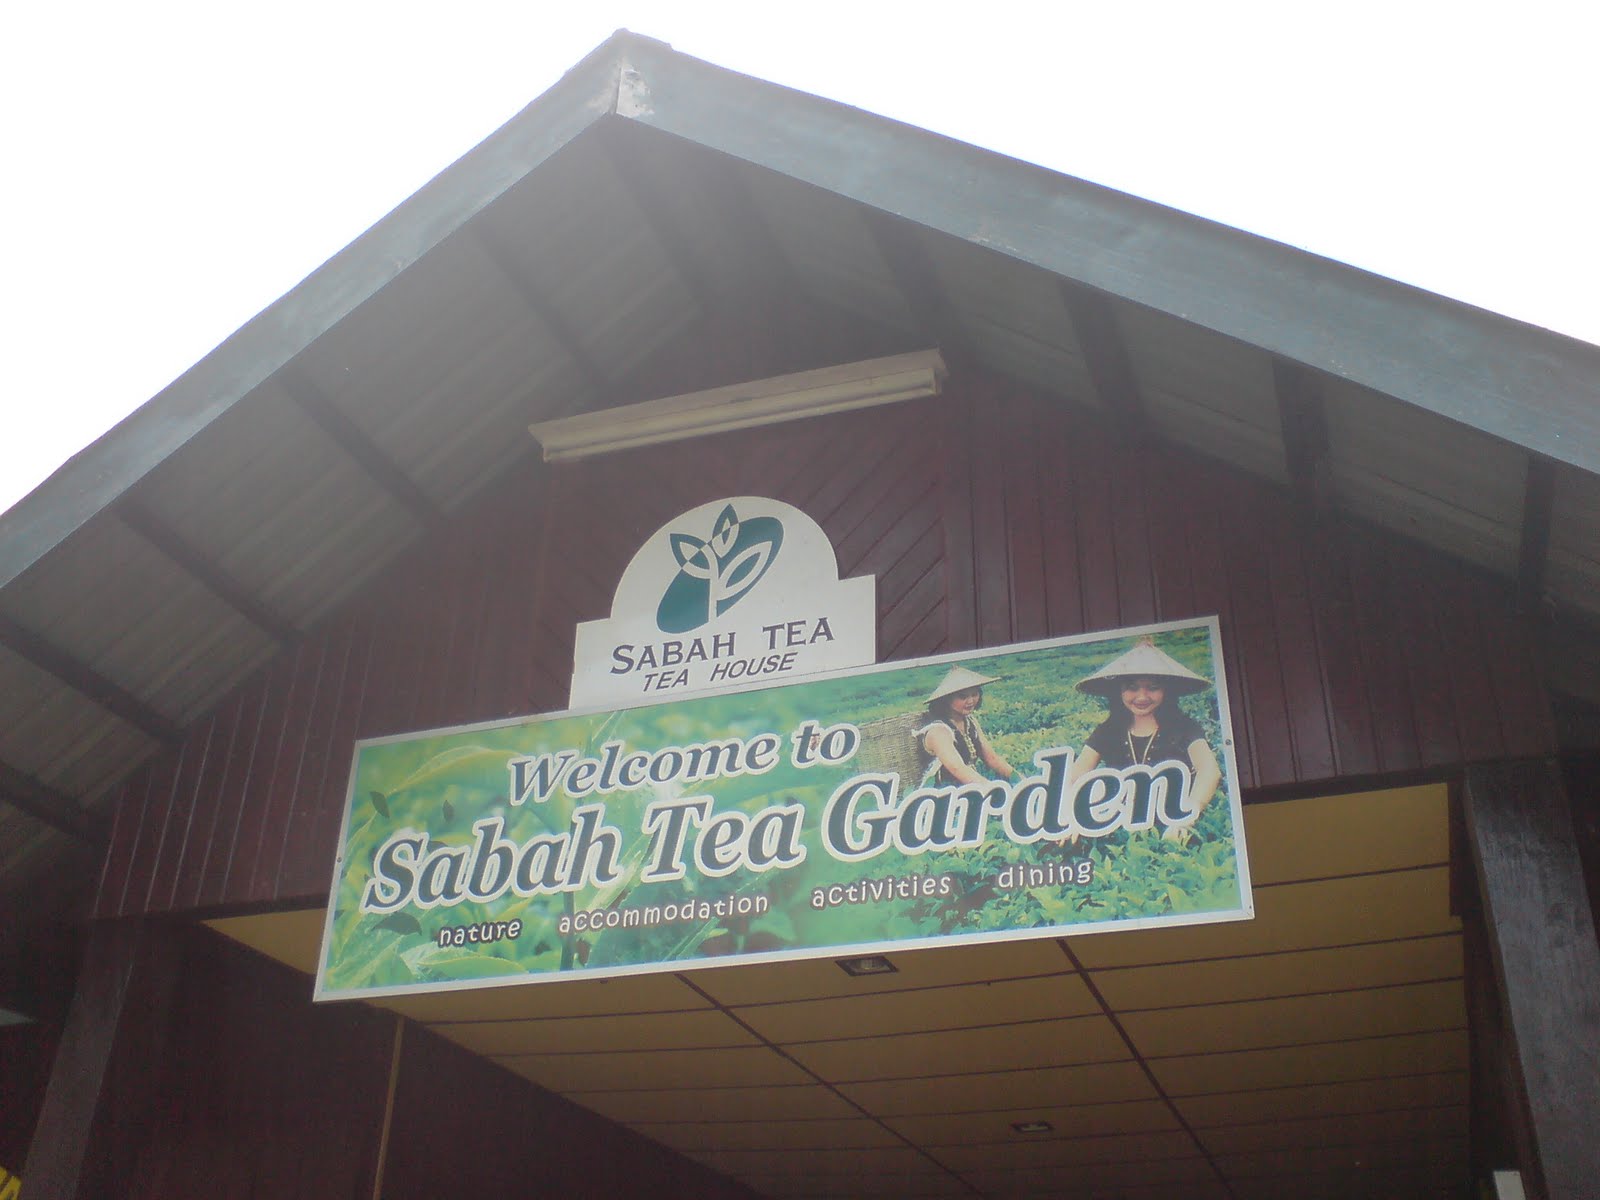 SABAH TEA
TEA HOUSE
Welcome to
Sabah Tea Garden
nature accommodation activities dining